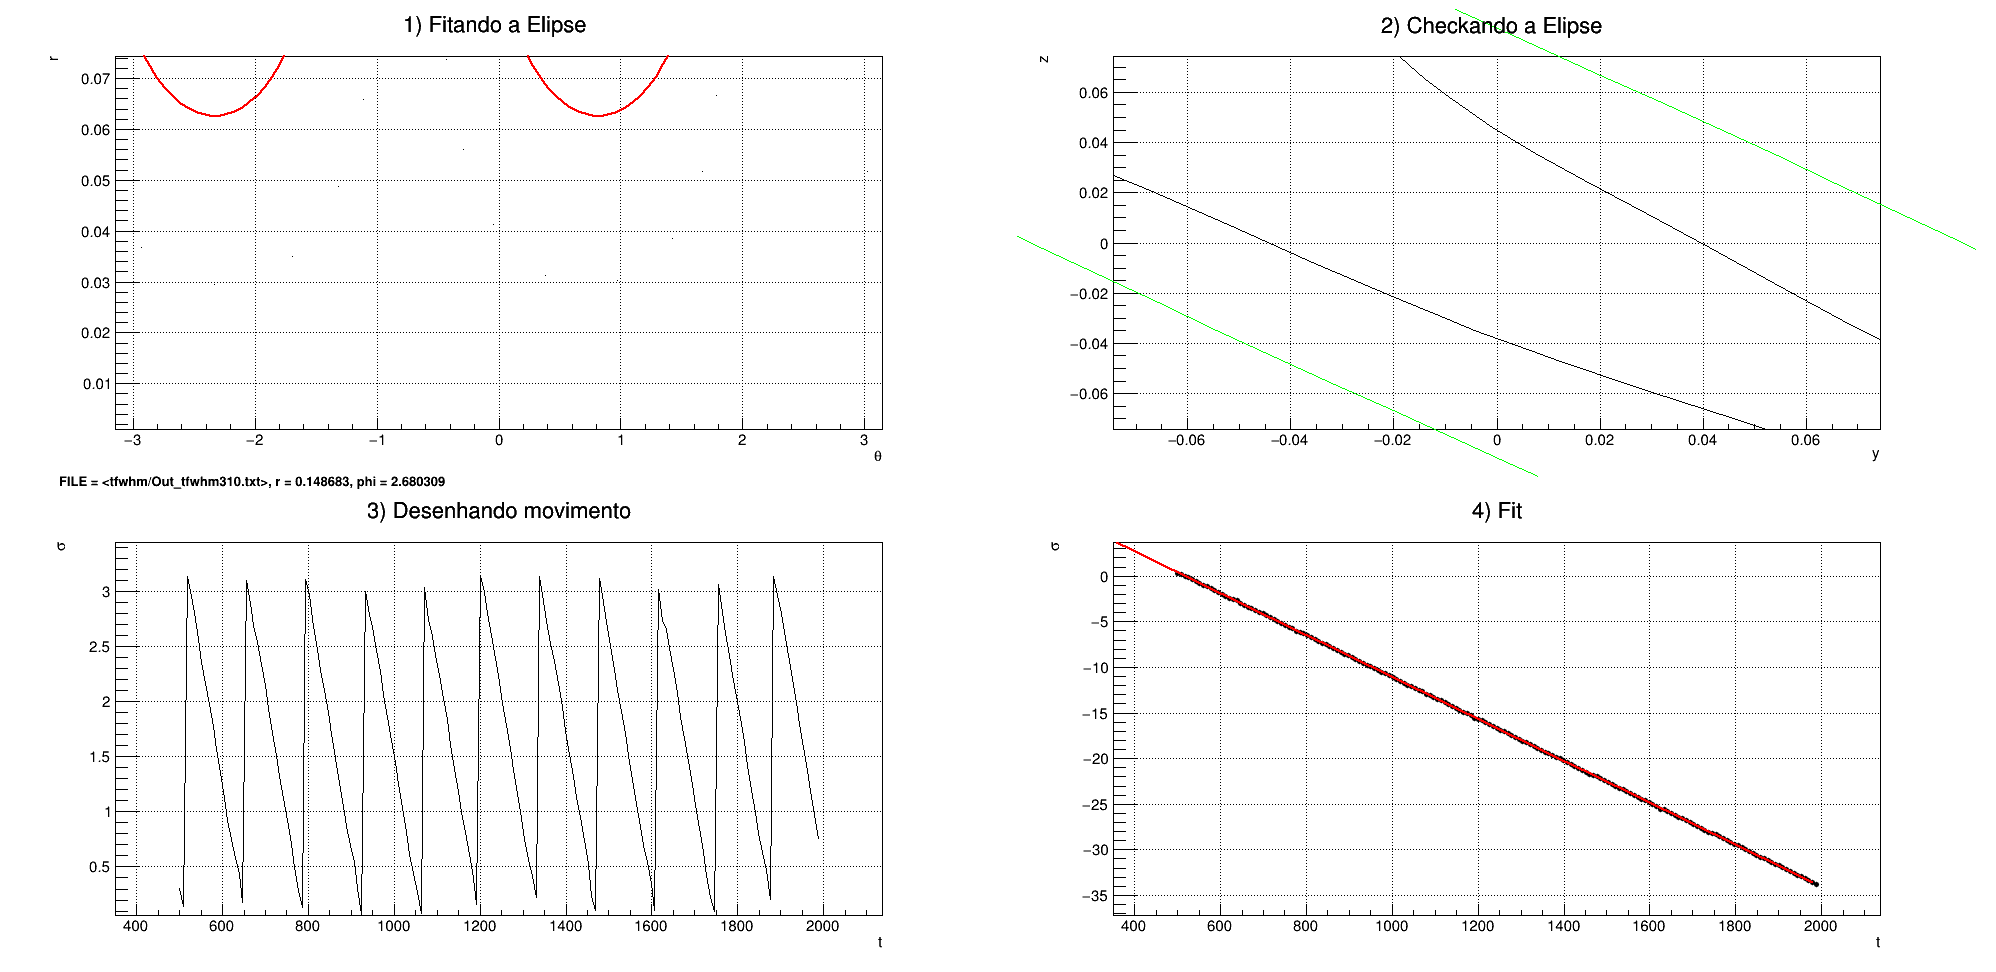 1) Fitando a Elipse
r
0.07
0.06
0.05
0.04
0.03
0.02
0.01
−3 −2 −1 0 1 2 3
θ
2) Checkando a Elipse
z
0.06
0.04
0.02
0
−0.02
−0.04
−0.06
−0.06 −0.04 −0.02 0 0.02 0.04 0.06
y
FILE = <tfwhm/Out_tfwhm310.txt>, r = 0.148683, phi = 2.680309
3) Desenhando movimento
σ
3
2.5
2
1.5
1
0.5
400 600 800 1000 1200 1400 1600 1800 2000
t
4) Fit
σ
0
−5
−10
−15
−20
−25
−30
−35
400 600 800 1000 1200 1400 1600 1800 2000
t